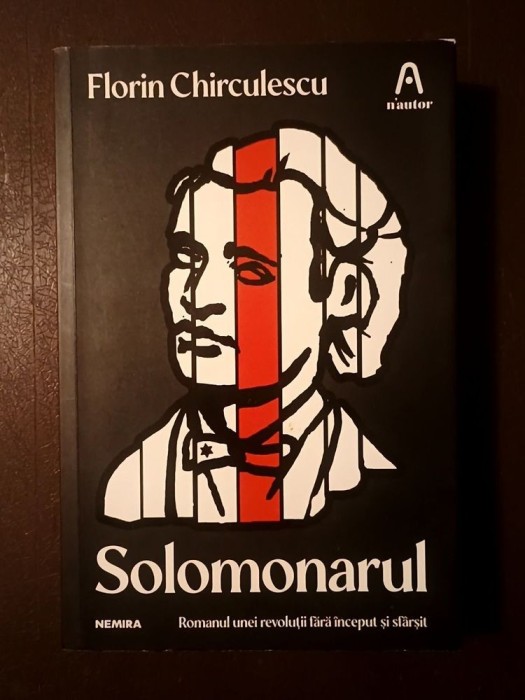 Florin Chirculescu
n'autor
Solomonarul
NEMIRA
Romanul unei revoluții fără început și sfârșit